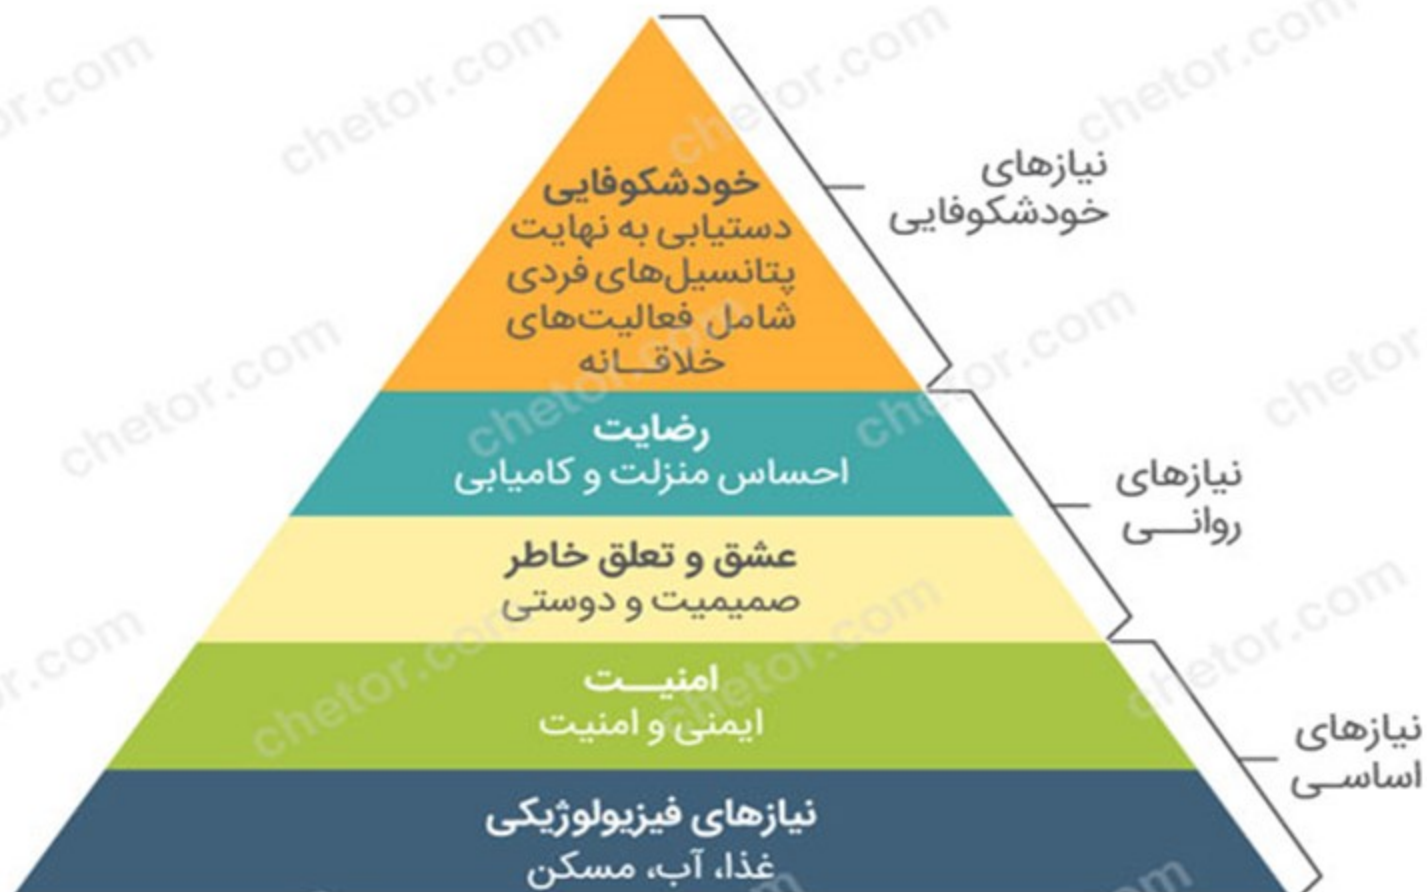 خودشکوفایی
دستیابی به نهایت
پتانسیل‌های فردی
شامل فعالیت‌های
خلاقـــانه
نیازهای
خودشکوفایی
رضایت
احساس منزلت و کامیابی
عشق و تعلق خاطر
صمیمیت و دوستی
نیازهای
روانـــی
امنیـــت
ایمنی و امنیت
نیازهای فیزیولوژیکی
غذا، آب، مسکن
نیازهای
اساســی
chetor.com